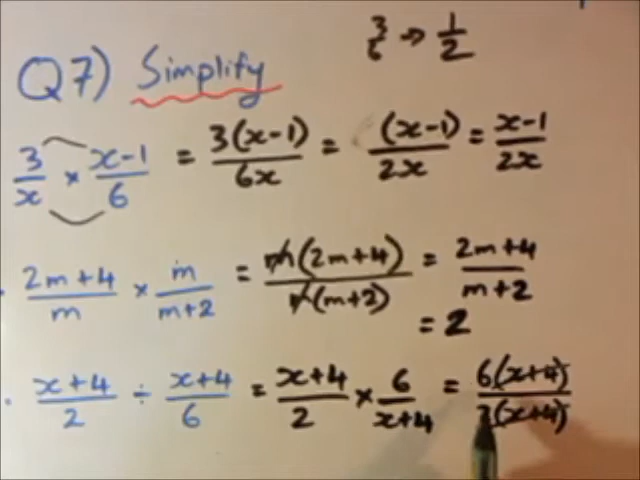 3/6 → 1/2
Q7) Simplify
3/x × x-1/6 = 3(x-1)/6x = (x-1)/2x = x-1/2x
2m+4/m × m/m+2 = m(2m+4)/m(m+2) = 2m+4/m+2
= 2
x+4/2 ÷ x+4/6 = x+4/2 × 6/x+4 = 6(x+4)/2(x+4)